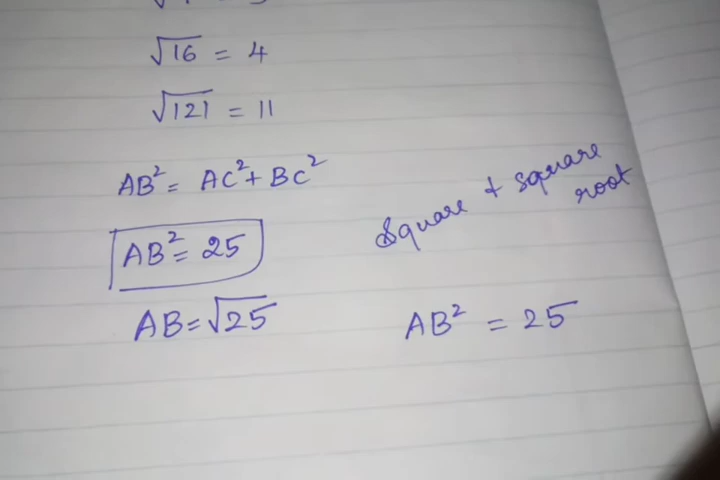 √16 = 4
√121 = 11
AB² = AC² + BC²
AB² = 25
AB = √25
Square & square
root
AB² = 25